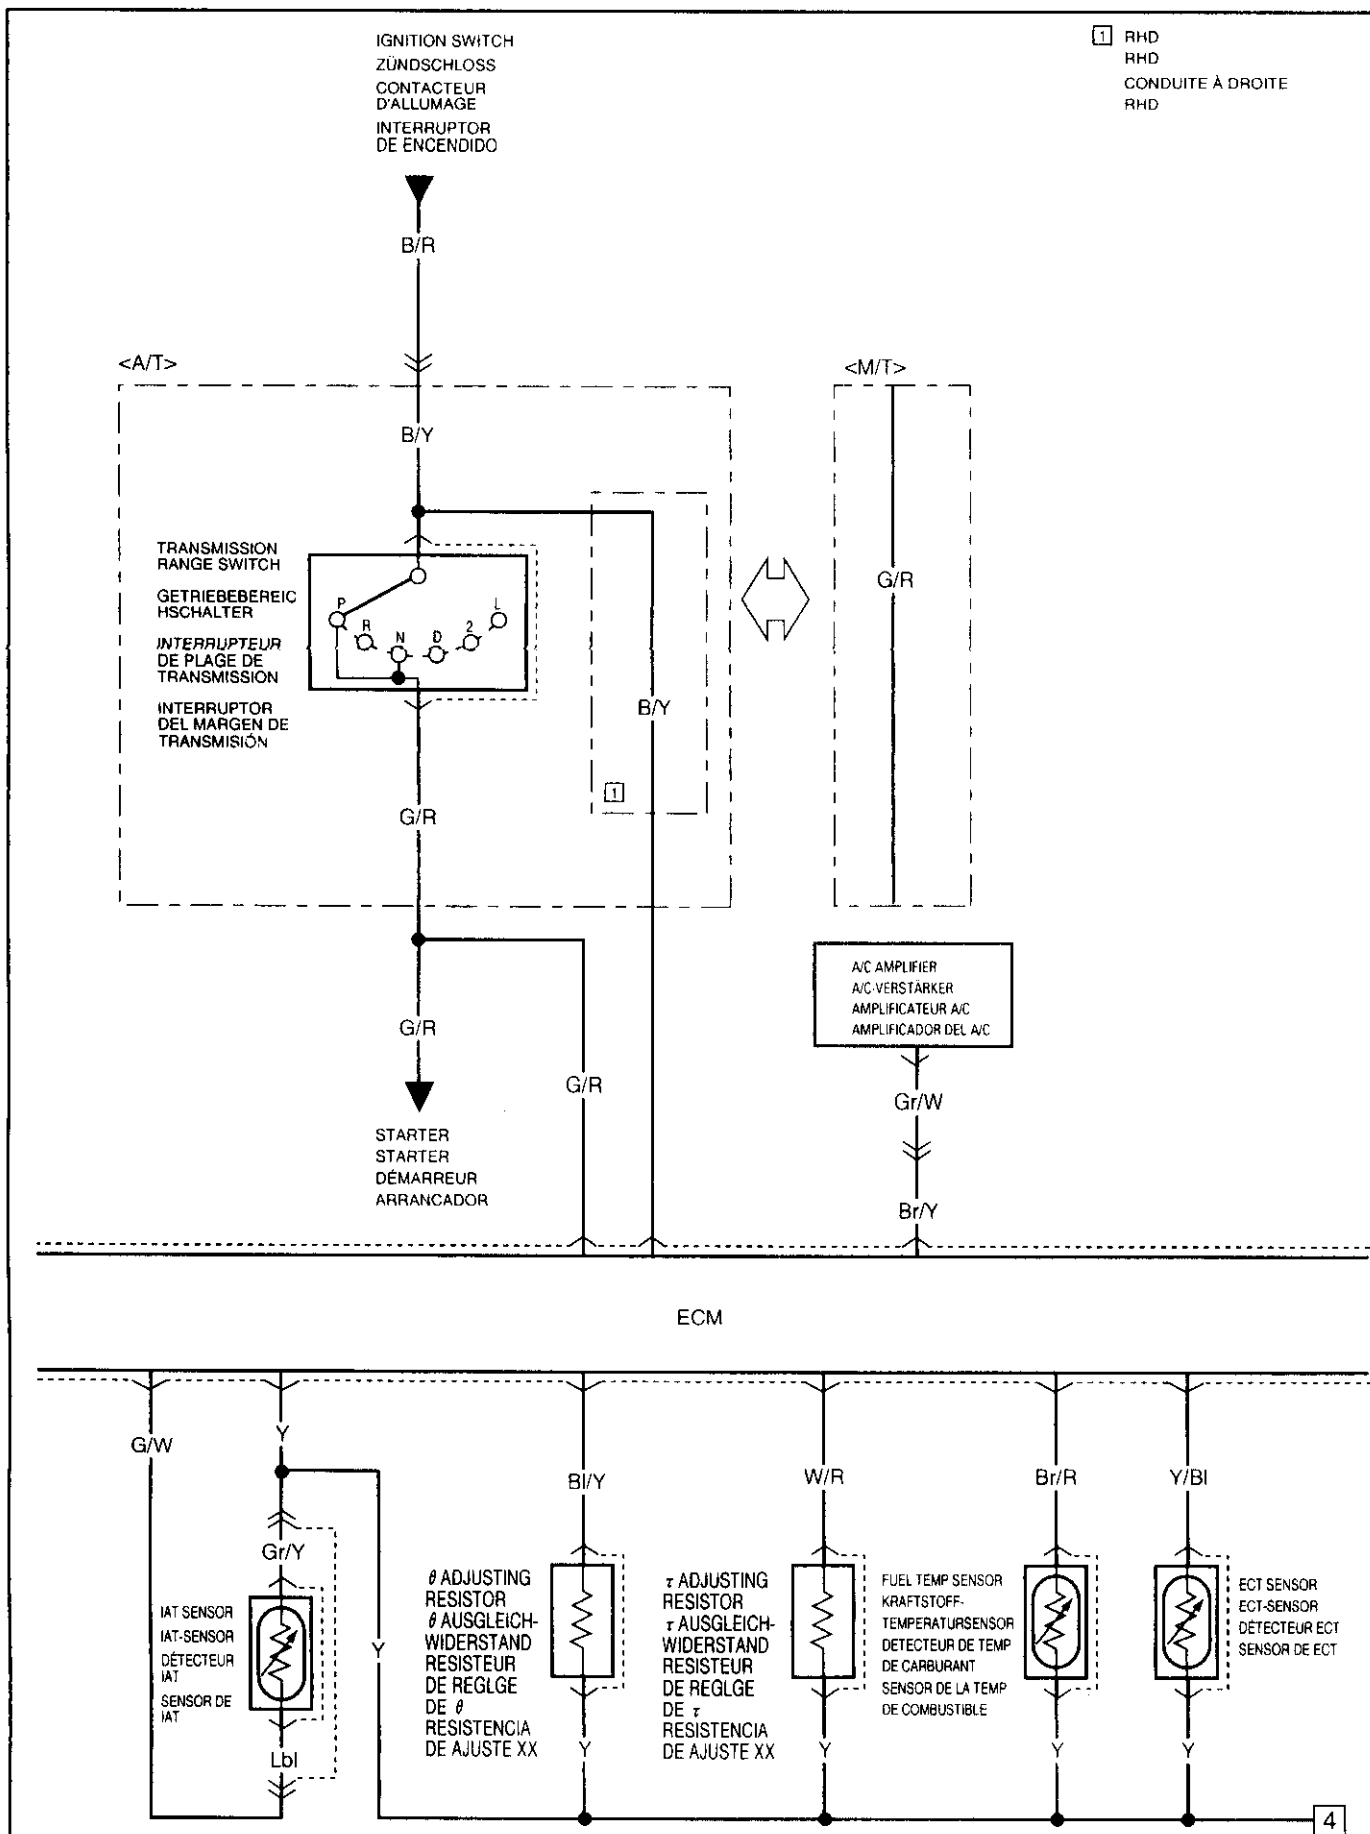 IGNITION SWITCH
ZÜNDSCHLOSS
CONTACTEUR
D'ALLUMAGE
INTERRUPTOR
DE ENCENDIDO
1 RHD
RHD
CONDUITE À DROITE
RHD
B/R
<A/T>
<M/T>
B/Y
TRANSMISSION
RANGE SWITCH
GETRIEBEBEREIC
HSCHALTER
INTERRUPTEUR
DE PLAGE DE
TRANSMISSION
INTERRUPTOR
DEL MARGEN DE
TRANSMISIÓN
P
R
N
D
2
L
G/R
B/Y
1
G/R
A/C AMPLIFIER
A/C-VERSTÄRKER
AMPLIFICATEUR A/C
AMPLIFICADOR DEL A/C
G/R
G/R
Gr/W
STARTER
STARTER
DÉMARREUR
ARRANCADOR
Br/Y
ECM
G/W
Y
Bl/Y
W/R
Br/R
Y/Bl
Gr/Y
IAT SENSOR
IAT-SENSOR
DÉTECTEUR
IAT
SENSOR DE
IAT
Lbl
Y
θ ADJUSTING
RESISTOR
θ AUSGLEICH-
WIDERSTAND
RESISTEUR
DE REGLGE
DE θ
RESISTENCIA
DE AJUSTE XX
Y
τ ADJUSTING
RESISTOR
τ AUSGLEICH-
WIDERSTAND
RESISTEUR
DE REGLGE
DE τ
RESISTENCIA
DE AJUSTE XX
Y
FUEL TEMP SENSOR
KRAFTSTOFF-
TEMPERATURSENSOR
DETECTEUR DE TEMP
DE CARBURANT
SENSOR DE LA TEMP
DE COMBUSTIBLE
Y
ECT SENSOR
ECT-SENSOR
DÉTECTEUR ECT
SENSOR DE ECT
Y
4